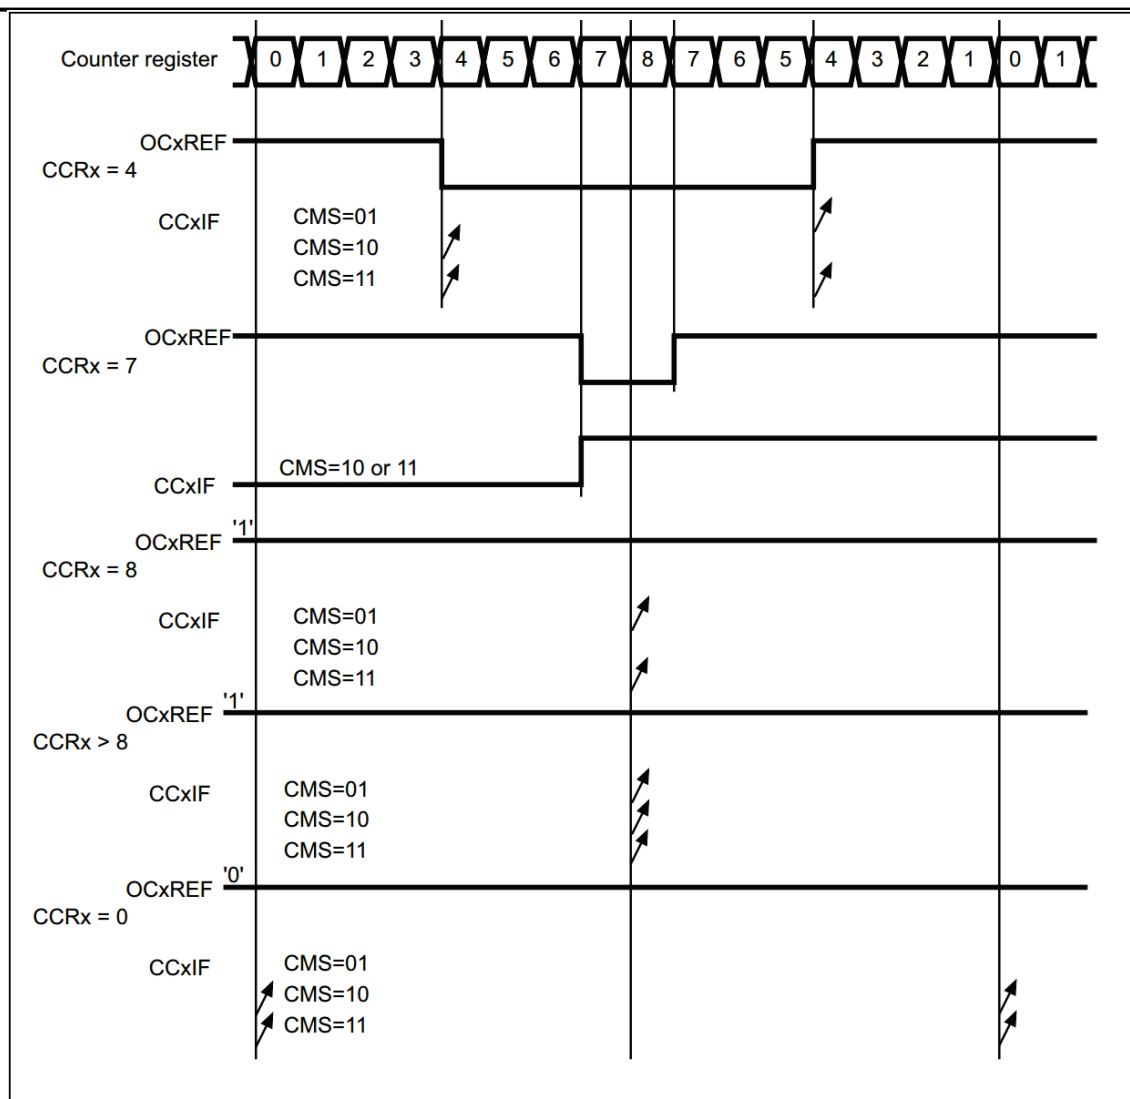 Counter register 0 1 2 3 4 5 6 7 8 7 6 5 4 3 2 1 0 1
OCxREF
CCRx = 4
CCxIF CMS=01
CMS=10
CMS=11
OCxREF
CCRx = 7
CMS=10 or 11
CCxIF
'1'
OCxREF
CCRx = 8
CCxIF CMS=01
CMS=10
CMS=11
'1'
OCxREF
CCRx > 8
CCxIF CMS=01
CMS=10
CMS=11
'0'
OCxREF
CCRx = 0
CCxIF CMS=01
CMS=10
CMS=11